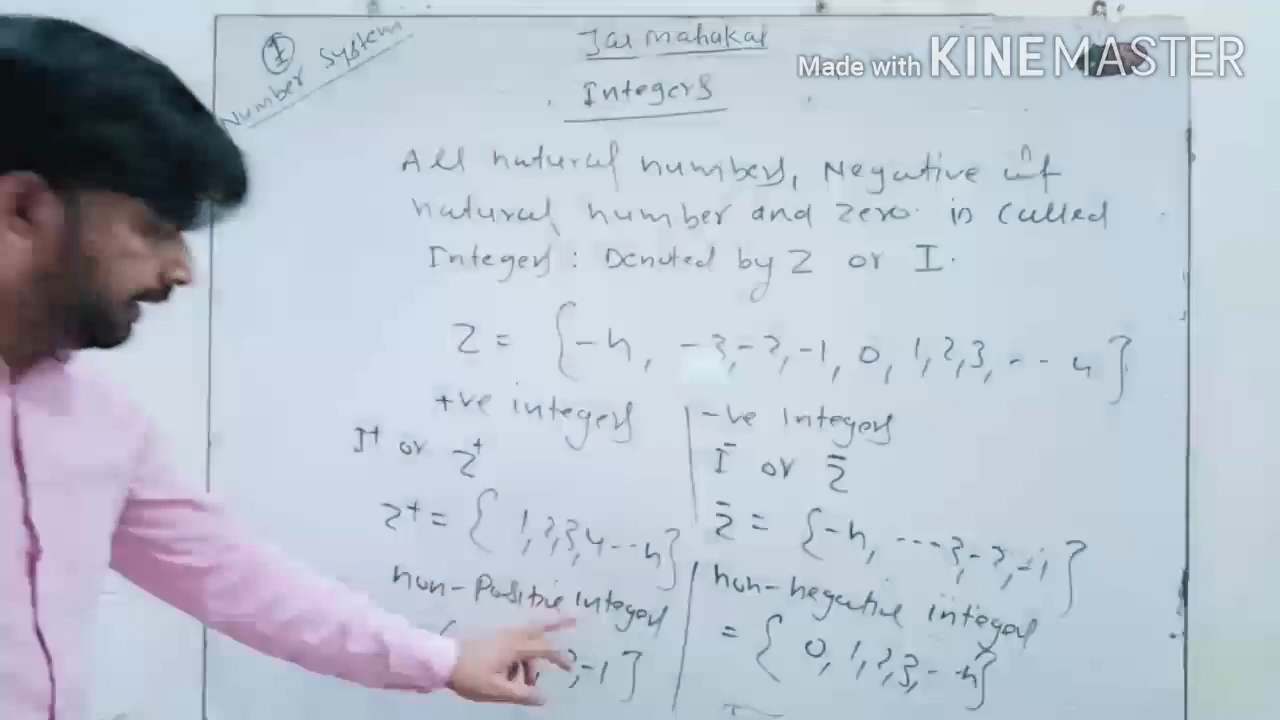 ① Number System
Jai mahakal
Made with KINEMASTER
Integers
All natural numbers, Negative of
natural number and zero is called
Integers: Denoted by Z or I.
Z = {-n, -3,-2,-1, 0, 1,2,3, -- n}
+ve integers
-ve Integers
I⁺ or Z⁺
I⁻ or Z⁻
Z⁺ = { 1,2,3,4--n}
Z⁻ = {-n, ---3,-2,-1}
non-Positive integers
non-negative integers
, -1}
= { 0,1,2,3,--n}